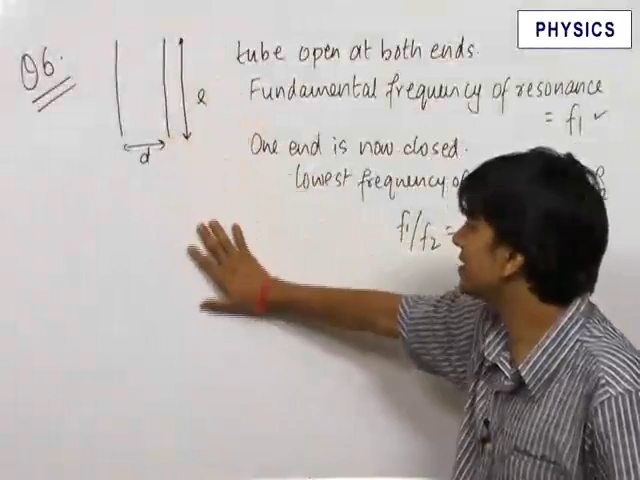 PHYSICS
Q6.
l
d
tube open at both ends.
Fundamental frequency of resonance
= f₁ ✓
One end is now closed.
lowest frequency of
f₁/f₂ =